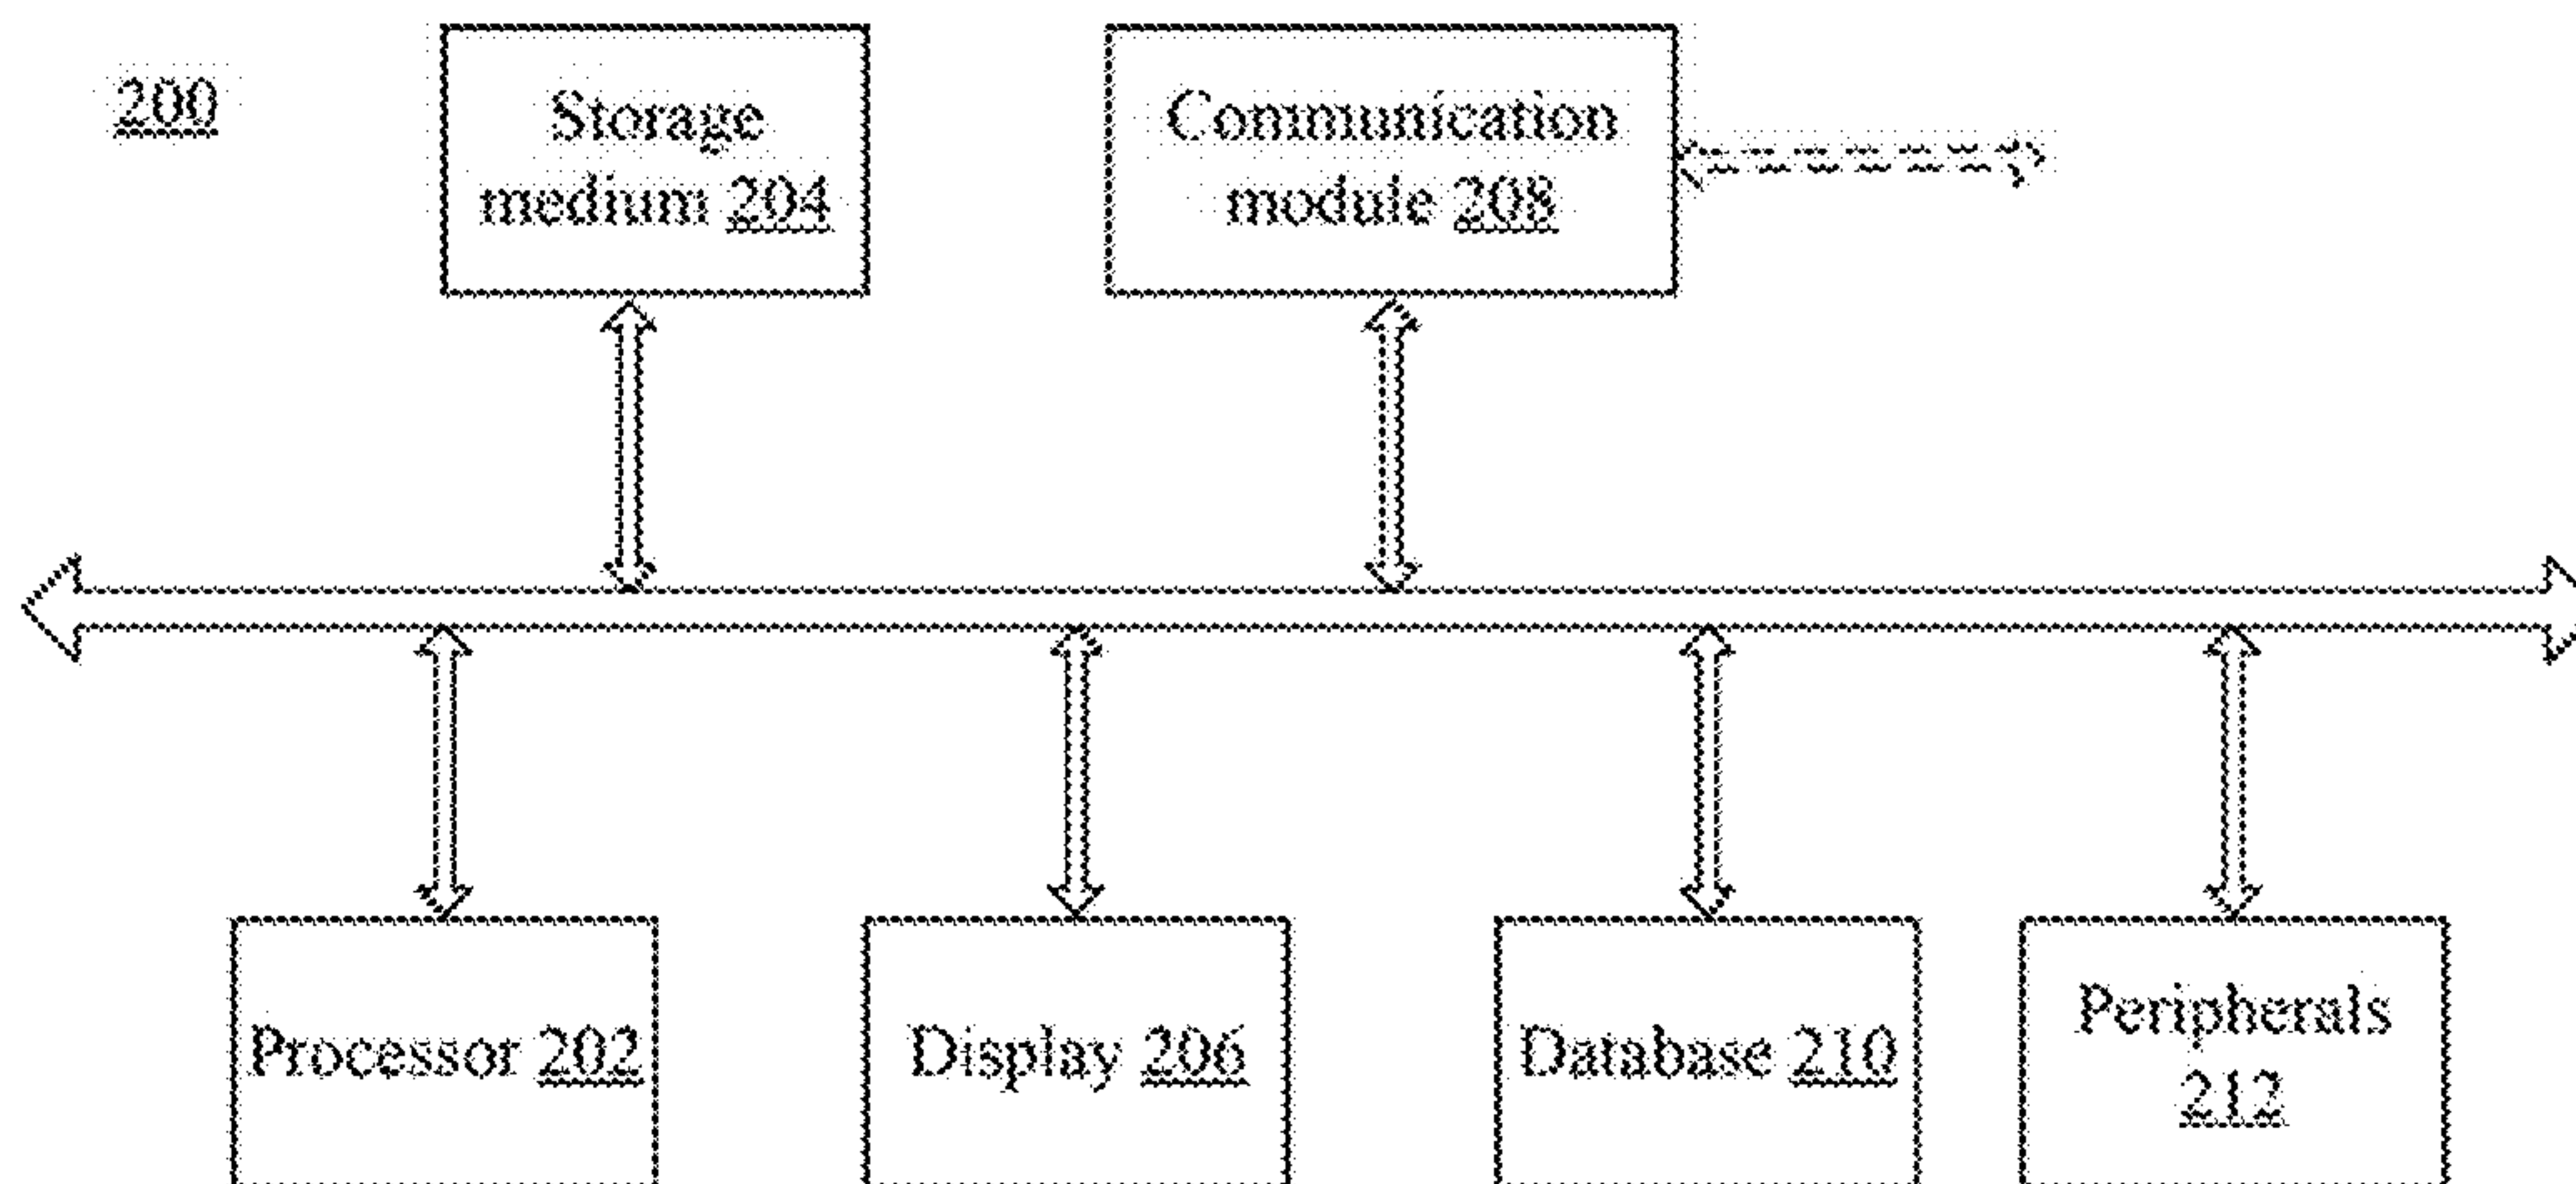 200
Storage
medium 204
Communication
module 208
Processor 202
Display 206
Database 210
Peripherals
212